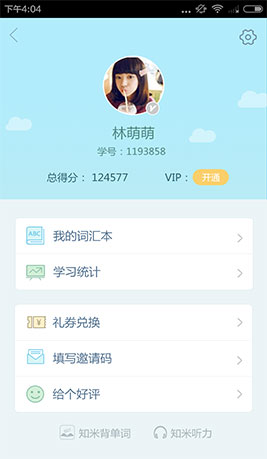 下午4:04
林萌萌
学号：1193858
总得分： 124577 VIP： 开通
ABC
我的词汇本
学习统计
礼券兑换
填写邀请码
给个好评
知米背单词 知米听力